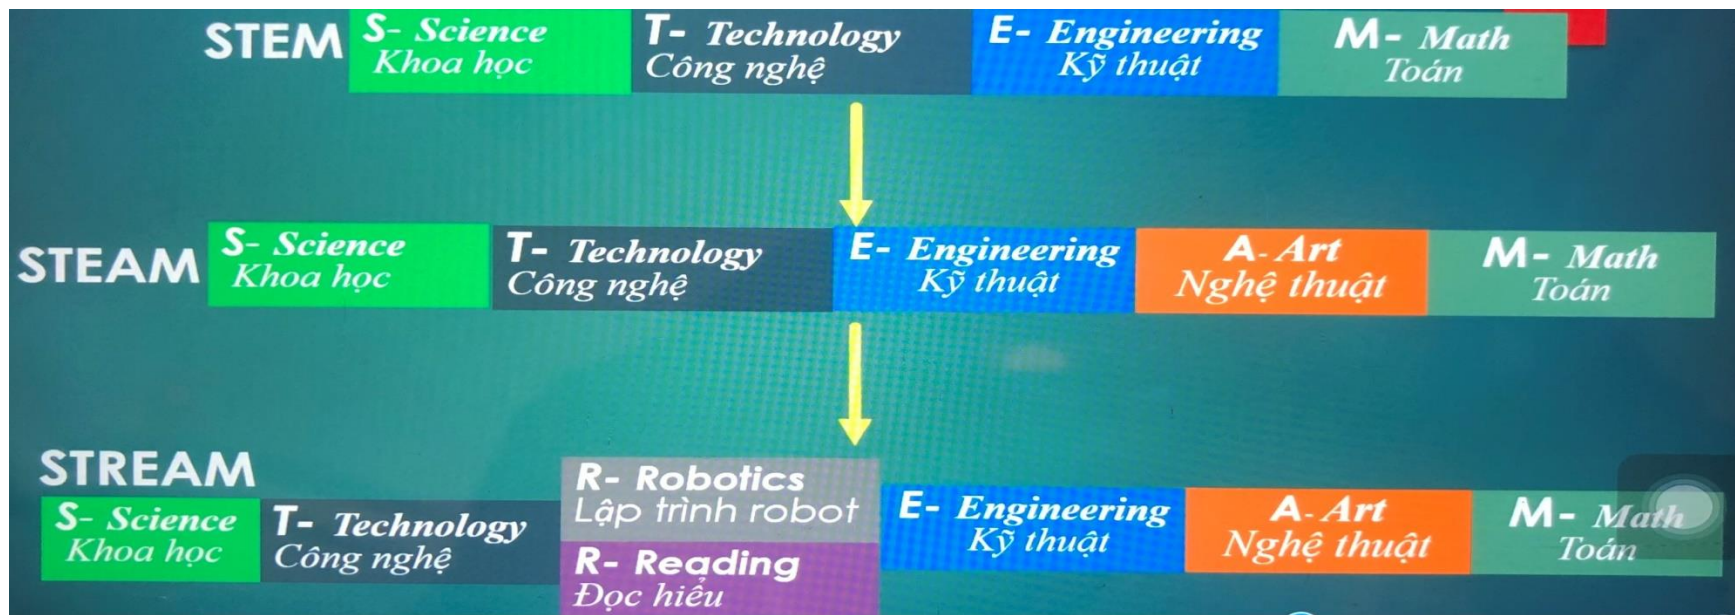 STEM
S- Science
Khoa học
T- Technology
Công nghệ
E- Engineering
Kỹ thuật
M- Math
Toán
STEAM
S- Science
Khoa học
T- Technology
Công nghệ
E- Engineering
Kỹ thuật
A- Art
Nghệ thuật
M- Math
Toán
STREAM
S- Science
Khoa học
T- Technology
Công nghệ
R- Robotics
Lập trình robot
R- Reading
Đọc hiểu
E- Engineering
Kỹ thuật
A- Art
Nghệ thuật
M- Math
Toán